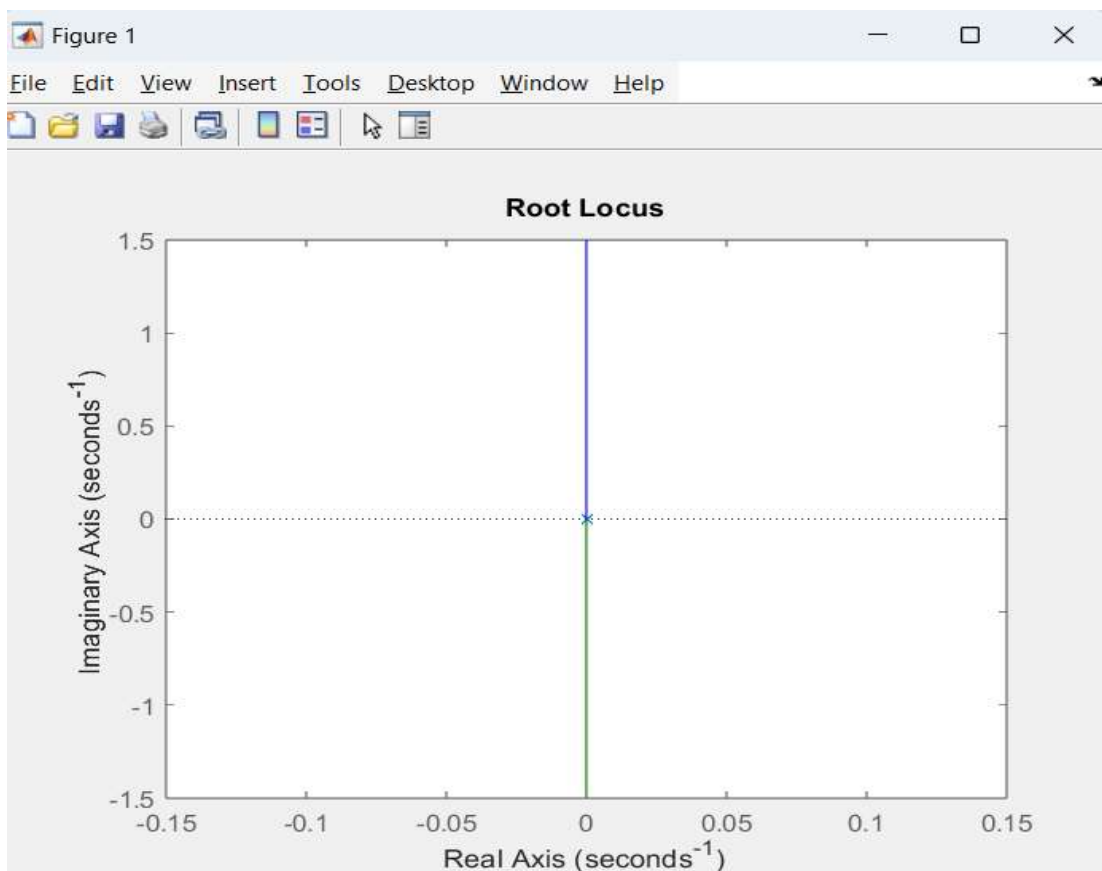 Figure 1
File Edit View Insert Tools Desktop Window Help
Root Locus
1.5
1
0.5
0
-0.5
-1
-1.5
Imaginary Axis (seconds⁻¹)
-0.15 -0.1 -0.05 0 0.05 0.1 0.15
Real Axis (seconds⁻¹)